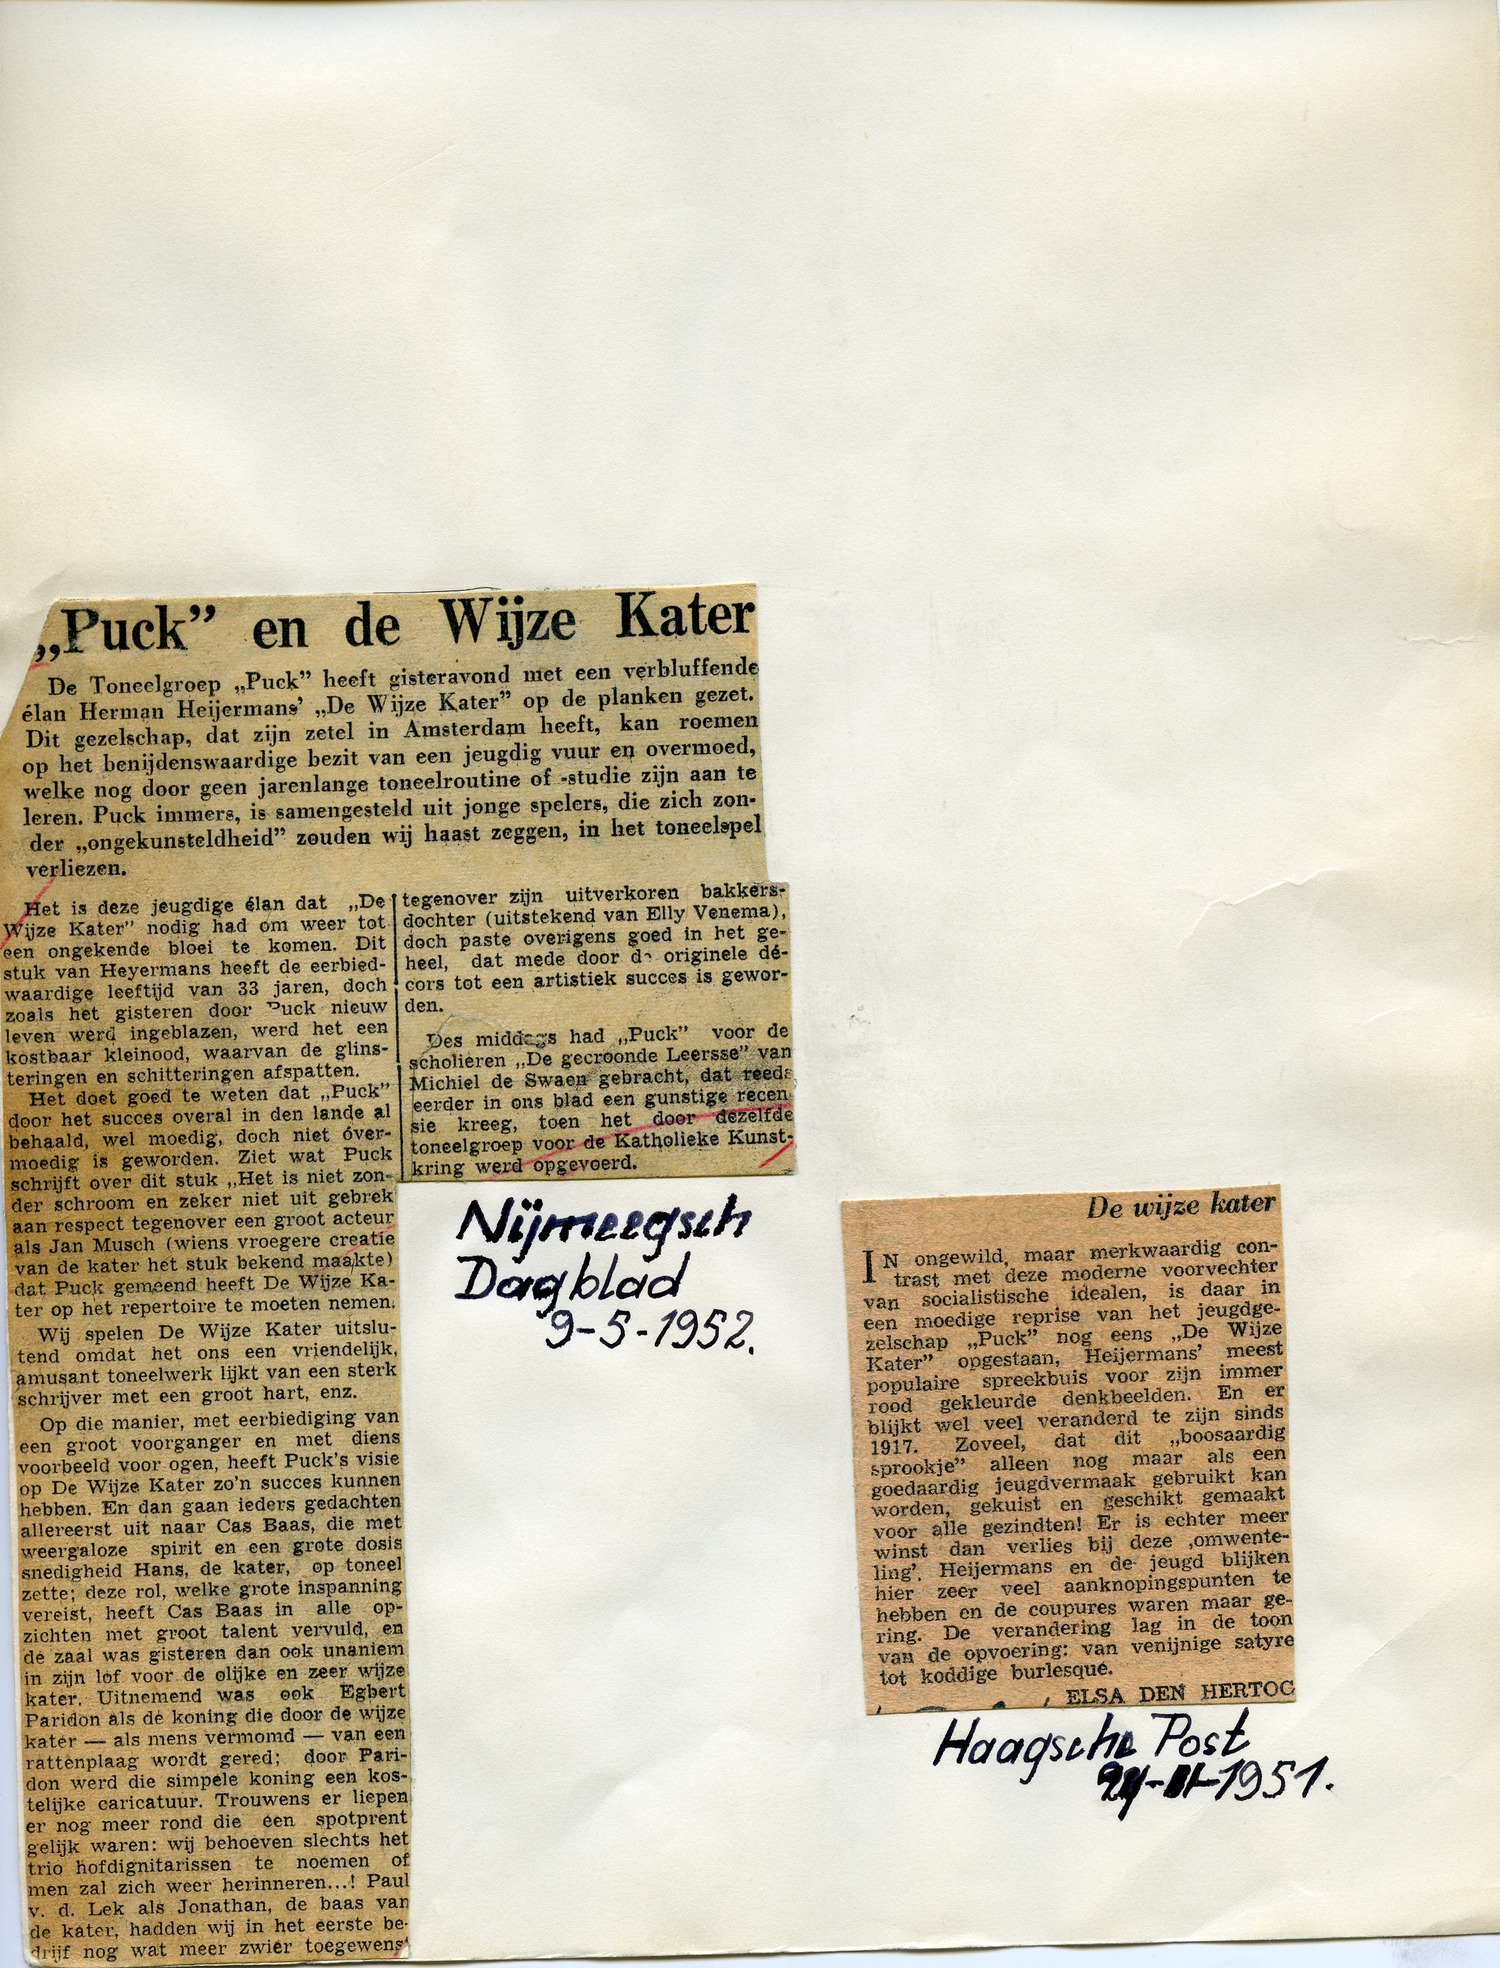 „Puck” en de Wijze Kater
De Toneelgroep „Puck” heeft gisteravond met een verbluffende
élan Herman Heijermans’ „De Wijze Kater” op de planken gezet.
Dit gezelschap, dat zijn zetel in Amsterdam heeft, kan roemen
op het benijdenswaardige bezit van een jeugdig vuur en overmoed,
welke nog door geen jarenlange toneelroutine of -studie zijn aan te
leren. Puck immers, is samengesteld uit jonge spelers, die zich zon-
der „ongekunsteldheid” zouden wij haast zeggen, in het toneelspel
verliezen.
Het is deze jeugdige élan dat „De
Wijze Kater” nodig had om weer tot
een ongekende bloei te komen. Dit
stuk van Heyermans heeft de eerbied-
waardige leeftijd van 33 jaren, doch
zoals het gisteren door Puck nieuw
leven werd ingeblazen, werd het een
kostbaar kleinood, waarvan de glins-
teringen en schitteringen afspatten.
Het doet goed te weten dat „Puck”
door het succes overal in den lande al
behaald, wel moedig, doch niet óver-
moedig is geworden. Ziet wat Puck
schrijft over dit stuk „Het is niet zon-
der schroom en zeker niet uit gebrek
aan respect tegenover een groot acteur
als Jan Musch (wiens vroegere creatie
van de kater het stuk bekend maakte)
dat Puck gemeend heeft De Wijze Ka-
ter op het repertoire te moeten nemen.
Wij spelen De Wijze Kater uitslu-
tend omdat het ons een vriendelijk,
amusant toneelwerk lijkt van een sterk
schrijver met een groot hart, enz.
Op die manier, met eerbiediging van
een groot voorganger en met diens
voorbeeld voor ogen, heeft Puck's visie
op De Wijze Kater zo'n succes kunnen
hebben. En dan gaan ieders gedachten
allereerst uit naar Cas Baas, die met
weergaloze spirit en een grote dosis
snedigheid Hans, de kater, op toneel
zette; deze rol, welke grote inspanning
vereist, heeft Cas Baas in alle op-
zichten met groot talent vervuld, en
de zaal was gisteren dan ook unaniem
in zijn lof voor de olijke en zeer wijze
kater. Uitnemend was ook Egbert
Paridon als de koning die door de wijze
kater — als mens vermomd — van een
rattenplaag wordt gered; door Pari-
don werd die simpele koning een kos-
telijke caricatuur. Trouwens er liepen
er nog meer rond die een spotprent
gelijk waren: wij behoeven slechts het
trio hofdignitarissen te noemen of
men zal zich weer herinneren...! Paul
v. d. Lek als Jonathan, de baas van
de kater, hadden wij in het eerste be-
drijf nog wat meer zwier toegewenst
tegenover zijn uitverkoren bakkers-
dochter (uitstekend van Elly Venema),
doch paste overigens goed in het ge-
heel, dat mede door de originele dé-
cors tot een artistiek succes is gewor-
den.
Des middags had „Puck” voor de
scholieren „De gecroonde Leersse” van
Michiel de Swaen gebracht, dat reeds
eerder in ons blad een gunstige recen
sie kreeg, toen het door dezelfde
toneelgroep voor de Katholieke Kunst-
kring werd opgevoerd.
Nijmeegsch
Dagblad
9-5-1952.
De wijze kater
IN ongewild, maar merkwaardig con-
trast met deze moderne voorvechter
van socialistische idealen, is daar in
een moedige reprise van het jeugdge-
zelschap „Puck” nog eens „De Wijze
Kater” opgestaan, Heijermans’ meest
populaire spreekbuis voor zijn immer
rood gekleurde denkbeelden. En er
blijkt wel veel veranderd te zijn sinds
1917. Zoveel, dat dit „boosaardig
sprookje” alleen nog maar als een
goedaardig jeugdvermaak gebruikt kan
worden, gekuist en geschikt gemaakt
voor alle gezindten! Er is echter meer
winst dan verlies bij deze ‚omwente-
ling’. Heijermans en de jeugd blijken
hier zeer veel aanknopingspunten te
hebben en de coupures waren maar ge-
ring. De verandering lag in de toon
van de opvoering: van venijnige satyre
tot koddige burlesque.
ELSA DEN HERTOG
Haagsche Post
1951.